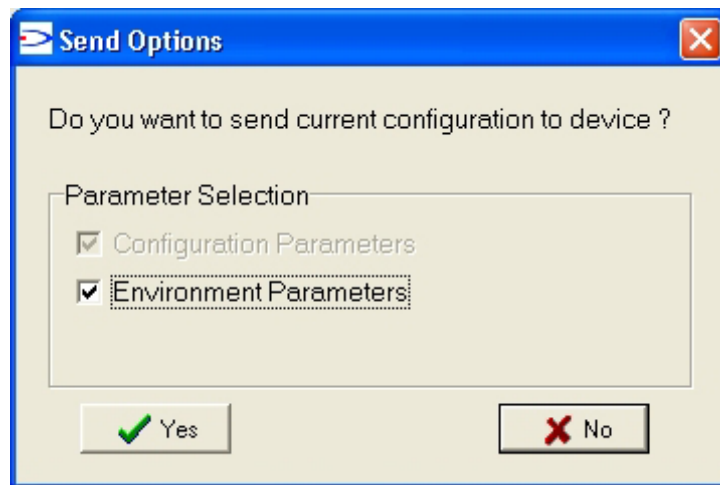 Send Options
Do you want to send current configuration to device ?
Parameter Selection
Configuration Parameters
Environment Parameters
Yes
No